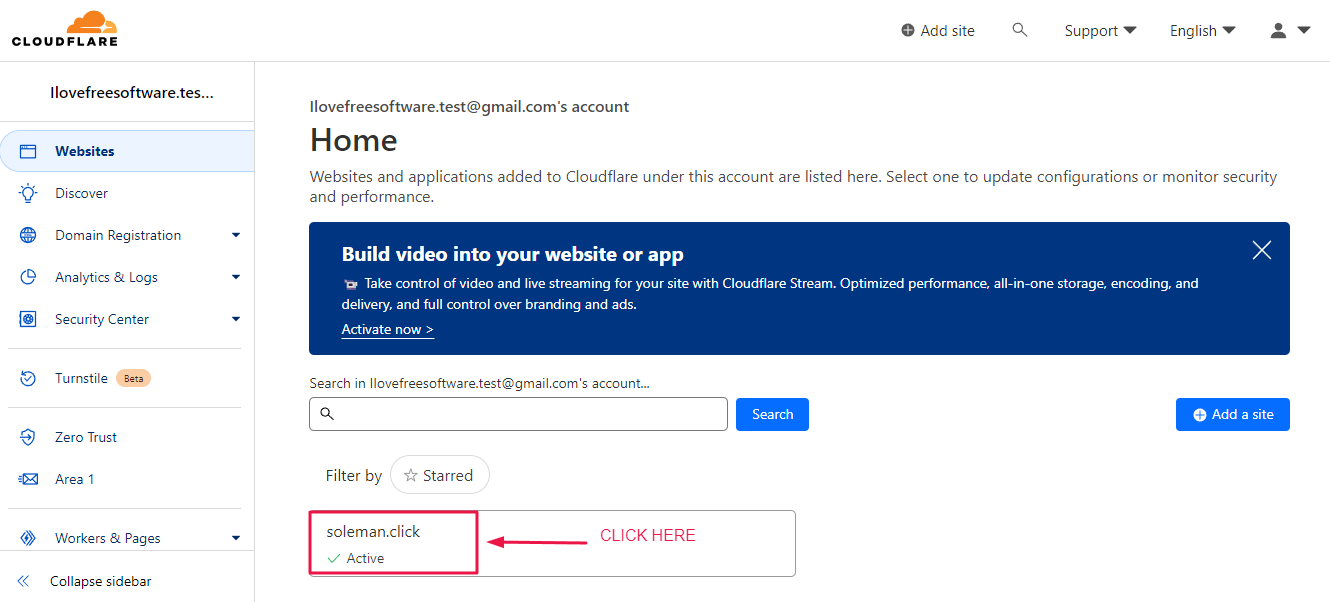 CLOUDFLARE
Add site
Support
English
Ilovefreesoftware.tes...
Websites
Discover
Domain Registration
Analytics & Logs
Security Center
Turnstile Beta
Zero Trust
Area 1
Workers & Pages
Collapse sidebar
Ilovefreesoftware.test@gmail.com's account
Home
Websites and applications added to Cloudflare under this account are listed here. Select one to update configurations or monitor security
and performance.
Build video into your website or app
Take control of video and live streaming for your site with Cloudflare Stream. Optimized performance, all-in-one storage, encoding, and
delivery, and full control over branding and ads.
Activate now >
Search in Ilovefreesoftware.test@gmail.com's account...
Search
Add a site
Filter by Starred
soleman.click
Active
CLICK HERE